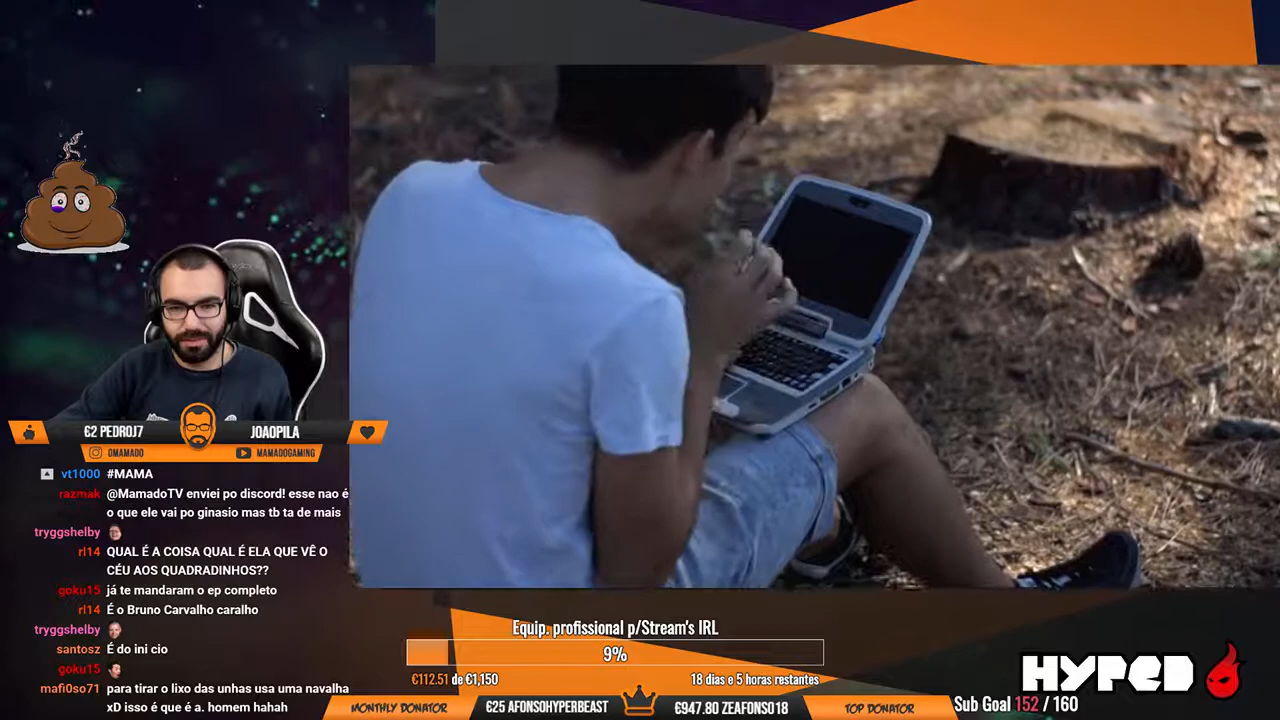 €2 PEDROJ7
JOAOPILA
OMAMADO
MAMADOGAMING
vt1000 #MAMA
razmak @MamadoTV enviei po discord! esse nao é
o que ele vai po ginasio mas tb ta de mais
tryggshelby
rl14 QUAL É A COISA QUAL É ELA QUE VÊ O
CÉU AOS QUADRADINHOS??
goku15 já te mandaram o ep completo
rl14 É o Bruno Carvalho caralho
tryggshelby
santosz É do ini cio
goku15
mafi0so71 para tirar o lixo das unhas usa uma navalha
xD isso é que é a. homem hahah
Equip. profissional p/Stream's IRL
9%
€112.51 de €1,150
18 dias e 5 horas restantes
HYPED
Sub Goal 152 / 160
MONTHLY DONATOR
€25 AFONSOHYPERBEAST
€947.80 ZEAFONSO18
TOP DONATOR